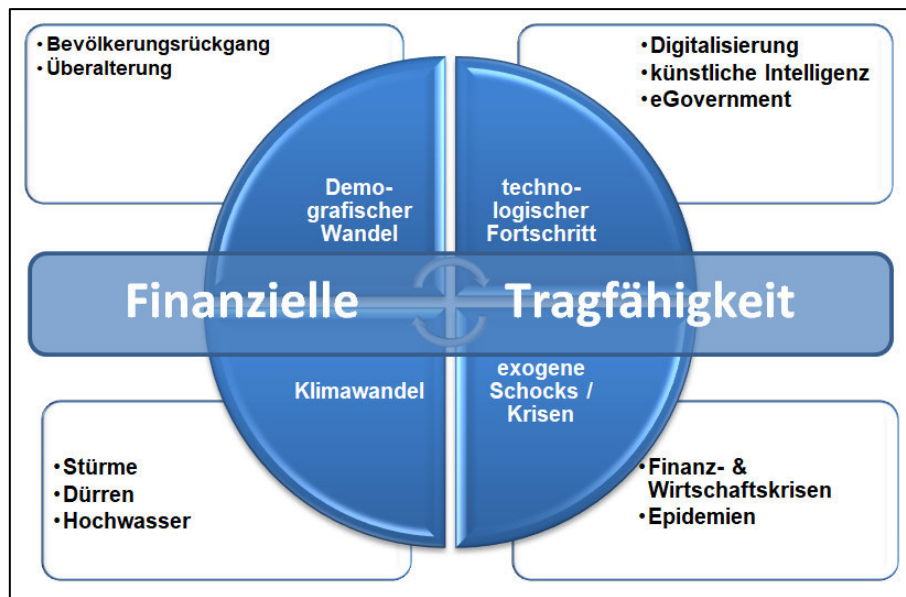 • Bevölkerungsrückgang
• Überalterung
• Digitalisierung
• künstliche Intelligenz
• eGovernment
Demo-
grafischer
Wandel
techno-
logischer
Fortschritt
Finanzielle Tragfähigkeit
Klimawandel
exogene
Schocks /
Krisen
• Stürme
• Dürren
• Hochwasser
• Finanz- &
Wirtschaftskrisen
• Epidemien